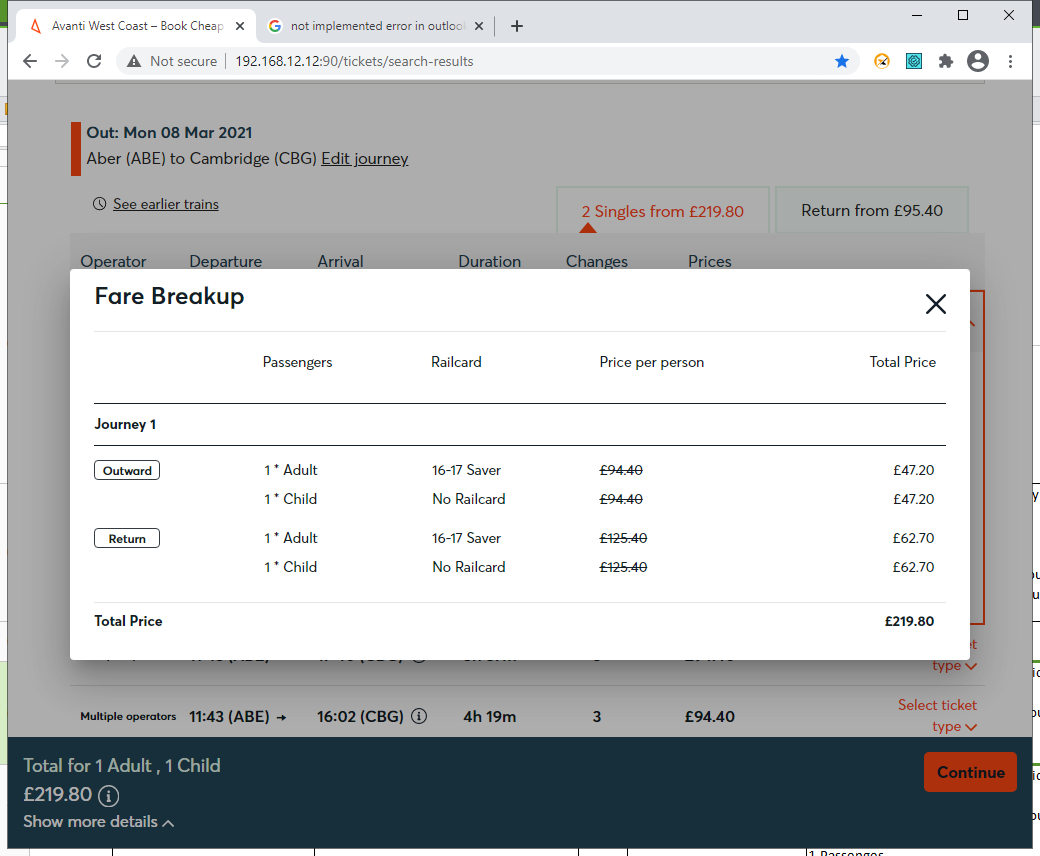 Avanti West Coast – Book Cheap
not implemented error in outlook
Not secure
192.168.12.12:90/tickets/search-results
Out: Mon 08 Mar 2021
Aber (ABE) to Cambridge (CBG) Edit journey
See earlier trains
2 Singles from £219.80
Return from £95.40
Operator Departure Arrival Duration Changes Prices
Fare Breakup
Passengers Railcard Price per person Total Price
Journey 1
Outward 1 * Adult 16-17 Saver £94.40 £47.20
1 * Child No Railcard £94.40 £47.20
Return 1 * Adult 16-17 Saver £125.40 £62.70
1 * Child No Railcard £125.40 £62.70
Total Price £219.80
type
Multiple operators 11:43 (ABE) → 16:02 (CBG) 4h 19m 3 £94.40 Select ticket
type
Total for 1 Adult , 1 Child
£219.80
Show more details
Continue